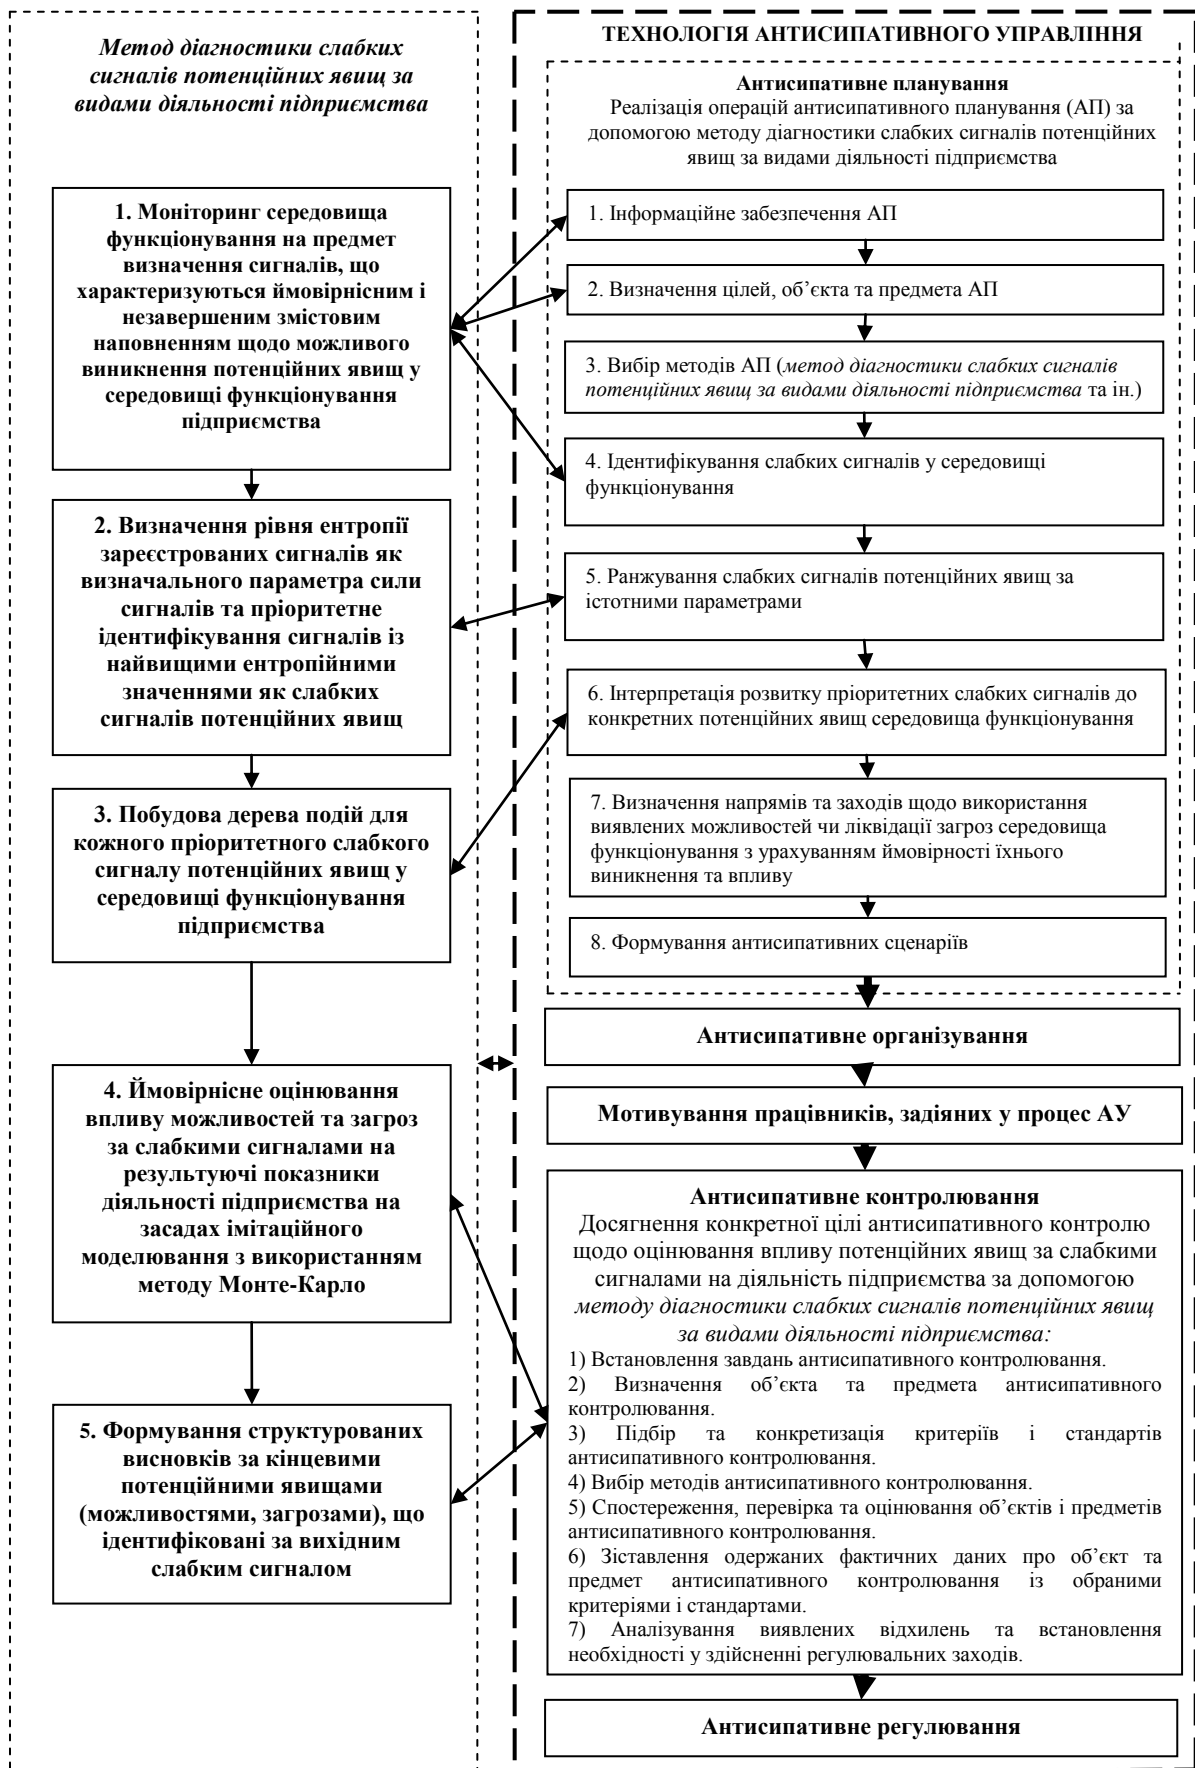 Метод діагностики слабких
сигналів потенційних явищ за
видами діяльності підприємства
1. Моніторинг середовища
функціонування на предмет
визначення сигналів, що
характеризуються ймовірнісним і
незавершеним змістовим
наповненням щодо можливого
виникнення потенційних явищ у
середовищі функціонування
підприємства
2. Визначення рівня ентропії
зареєстрованих сигналів як
визначального параметра сили
сигналів та пріоритетне
ідентифікування сигналів із
найвищими ентропійними
значеннями як слабких
сигналів потенційних явищ
3. Побудова дерева подій для
кожного пріоритетного слабкого
сигналу потенційних явищ у
середовищі функціонування
підприємства
4. Ймовірнісне оцінювання
впливу можливостей та загроз
за слабкими сигналами на
результуючі показники
діяльності підприємства на
засадах імітаційного
моделювання з використанням
методу Монте-Карло
5. Формування структурованих
висновків за кінцевими
потенційними явищами
(можливостями, загрозами), що
ідентифіковані за вихідним
слабким сигналом
ТЕХНОЛОГІЯ АНТИСИПАТИВНОГО УПРАВЛІННЯ
Антисипативне планування
Реалізація операцій антисипативного планування (АП) за
допомогою методу діагностики слабких сигналів потенційних
явищ за видами діяльності підприємства
1. Інформаційне забезпечення АП
2. Визначення цілей, об’єкта та предмета АП
3. Вибір методів АП (метод діагностики слабких сигналів
потенційних явищ за видами діяльності підприємства та ін.)
4. Ідентифікування слабких сигналів у середовищі
функціонування
5. Ранжування слабких сигналів потенційних явищ за
істотними параметрами
6. Інтерпретація розвитку пріоритетних слабких сигналів до
конкретних потенційних явищ середовища функціонування
7. Визначення напрямів та заходів щодо використання
виявлених можливостей чи ліквідації загроз середовища
функціонування з урахуванням ймовірності їхнього
виникнення та впливу
8. Формування антисипативних сценаріїв
Антисипативне організування
Мотивування працівників, задіяних у процес АУ
Антисипативне контролювання
Досягнення конкретної цілі антисипативного контролю
щодо оцінювання впливу потенційних явищ за слабкими
сигналами на діяльність підприємства за допомогою
методу діагностики слабких сигналів потенційних явищ
за видами діяльності підприємства:
1) Встановлення завдань антисипативного контролювання.
2) Визначення об’єкта та предмета антисипативного
контролювання.
3) Підбір та конкретизація критеріїв і стандартів
антисипативного контролювання.
4) Вибір методів антисипативного контролювання.
5) Спостереження, перевірка та оцінювання об’єктів і предметів
антисипативного контролювання.
6) Зіставлення одержаних фактичних даних про об’єкт та
предмет антисипативного контролювання із обраними
критеріями і стандартами.
7) Аналізування виявлених відхилень та встановлення
необхідності у здійсненні регулювальних заходів.
Антисипативне регулювання